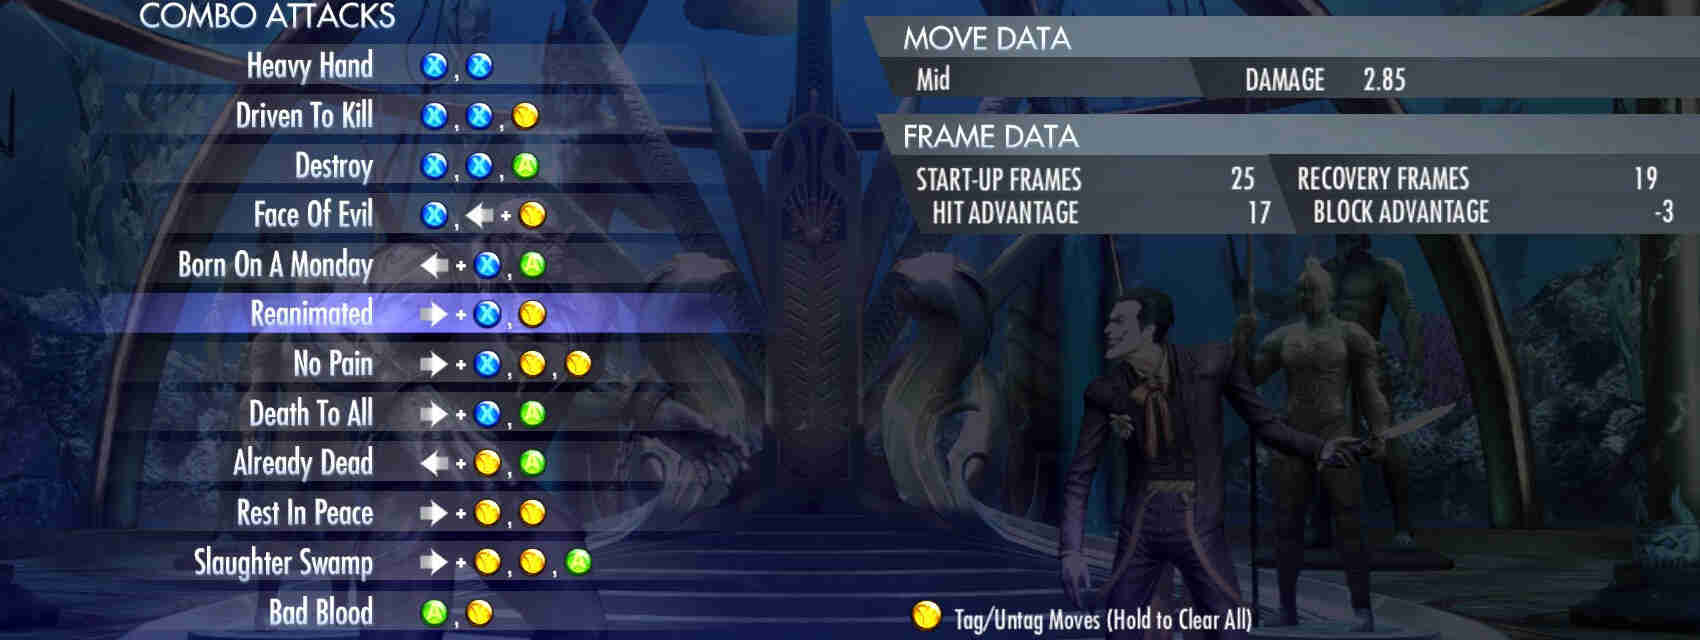 COMBO ATTACKS
Heavy Hand X, X
Driven To Kill X, X, Y
Destroy X, X, A
Face Of Evil X, ← + Y
Born On A Monday ← + X, A
Reanimated → + X, Y
No Pain → + X, Y, Y
Death To All → + X, A
Already Dead ← + Y, A
Rest In Peace → + Y, Y
Slaughter Swamp → + Y, Y, A
Bad Blood A, Y
MOVE DATA
Mid DAMAGE 2.85
FRAME DATA
START-UP FRAMES 25 RECOVERY FRAMES 19
HIT ADVANTAGE 17 BLOCK ADVANTAGE -3
Y Tag/Untag Moves (Hold to Clear All)